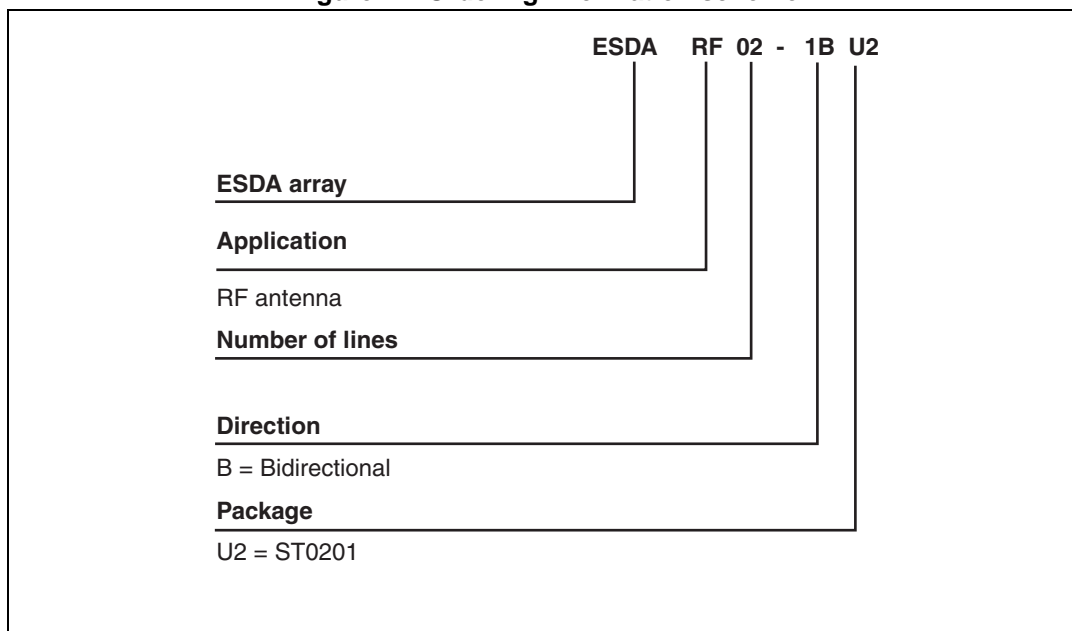 ESDA RF 02 - 1B U2
ESDA array
Application
RF antenna
Number of lines
Direction
B = Bidirectional
Package
U2 = ST0201